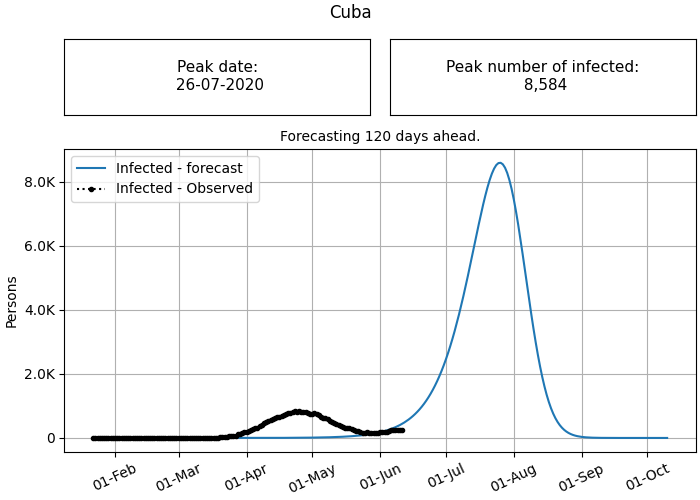 Cuba
Peak date:
26-07-2020
Peak number of infected:
8,584
Forecasting 120 days ahead.
Infected - forecast
Infected - Observed
Persons
8.0K
6.0K
4.0K
2.0K
0
01-Feb
01-Mar
01-Apr
01-May
01-Jun
01-Jul
01-Aug
01-Sep
01-Oct